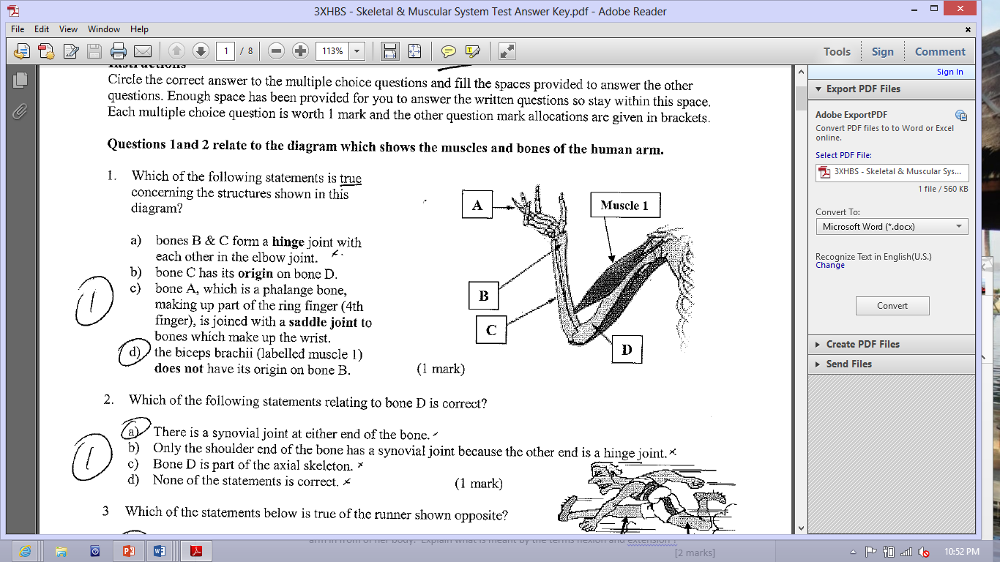 3XHBS - Skeletal & Muscular System Test Answer Key.pdf - Adobe Reader
File Edit View Window Help
1 / 8 113% Tools Sign Comment
Sign In
Instructions
Circle the correct answer to the multiple choice questions and fill the spaces provided to answer the other
questions. Enough space has been provided for you to answer the written questions so stay within this space.
Each multiple choice question is worth 1 mark and the other question mark allocations are given in brackets.
Questions 1and 2 relate to the diagram which shows the muscles and bones of the human arm.
1. Which of the following statements is true
concerning the structures shown in this
diagram?
a) bones B & C form a hinge joint with
each other in the elbow joint.
b) bone C has its origin on bone D.
c) bone A, which is a phalange bone,
making up part of the ring finger (4th
finger), is joined with a saddle joint to
bones which make up the wrist.
d) the biceps brachii (labelled muscle 1)
does not have its origin on bone B. (1 mark)
1
A
Muscle 1
B
C
D
2. Which of the following statements relating to bone D is correct?
a) There is a synovial joint at either end of the bone.
b) Only the shoulder end of the bone has a synovial joint because the other end is a hinge joint.
c) Bone D is part of the axial skeleton.
d) None of the statements is correct. (1 mark)
1
3 Which of the statements below is true of the runner shown opposite?
Export PDF Files
Adobe ExportPDF
Convert PDF files to to Word or Excel
online.
Select PDF File:
3XHBS - Skeletal & Muscular Sys...
1 file / 560 KB
Convert To:
Microsoft Word (*.docx)
Recognize Text in English(U.S.)
Change
Convert
Create PDF Files
Send Files
arm in from of her body. Explain what is meant by the terms flexion and extension ?
[2 marks]
10:52 PM